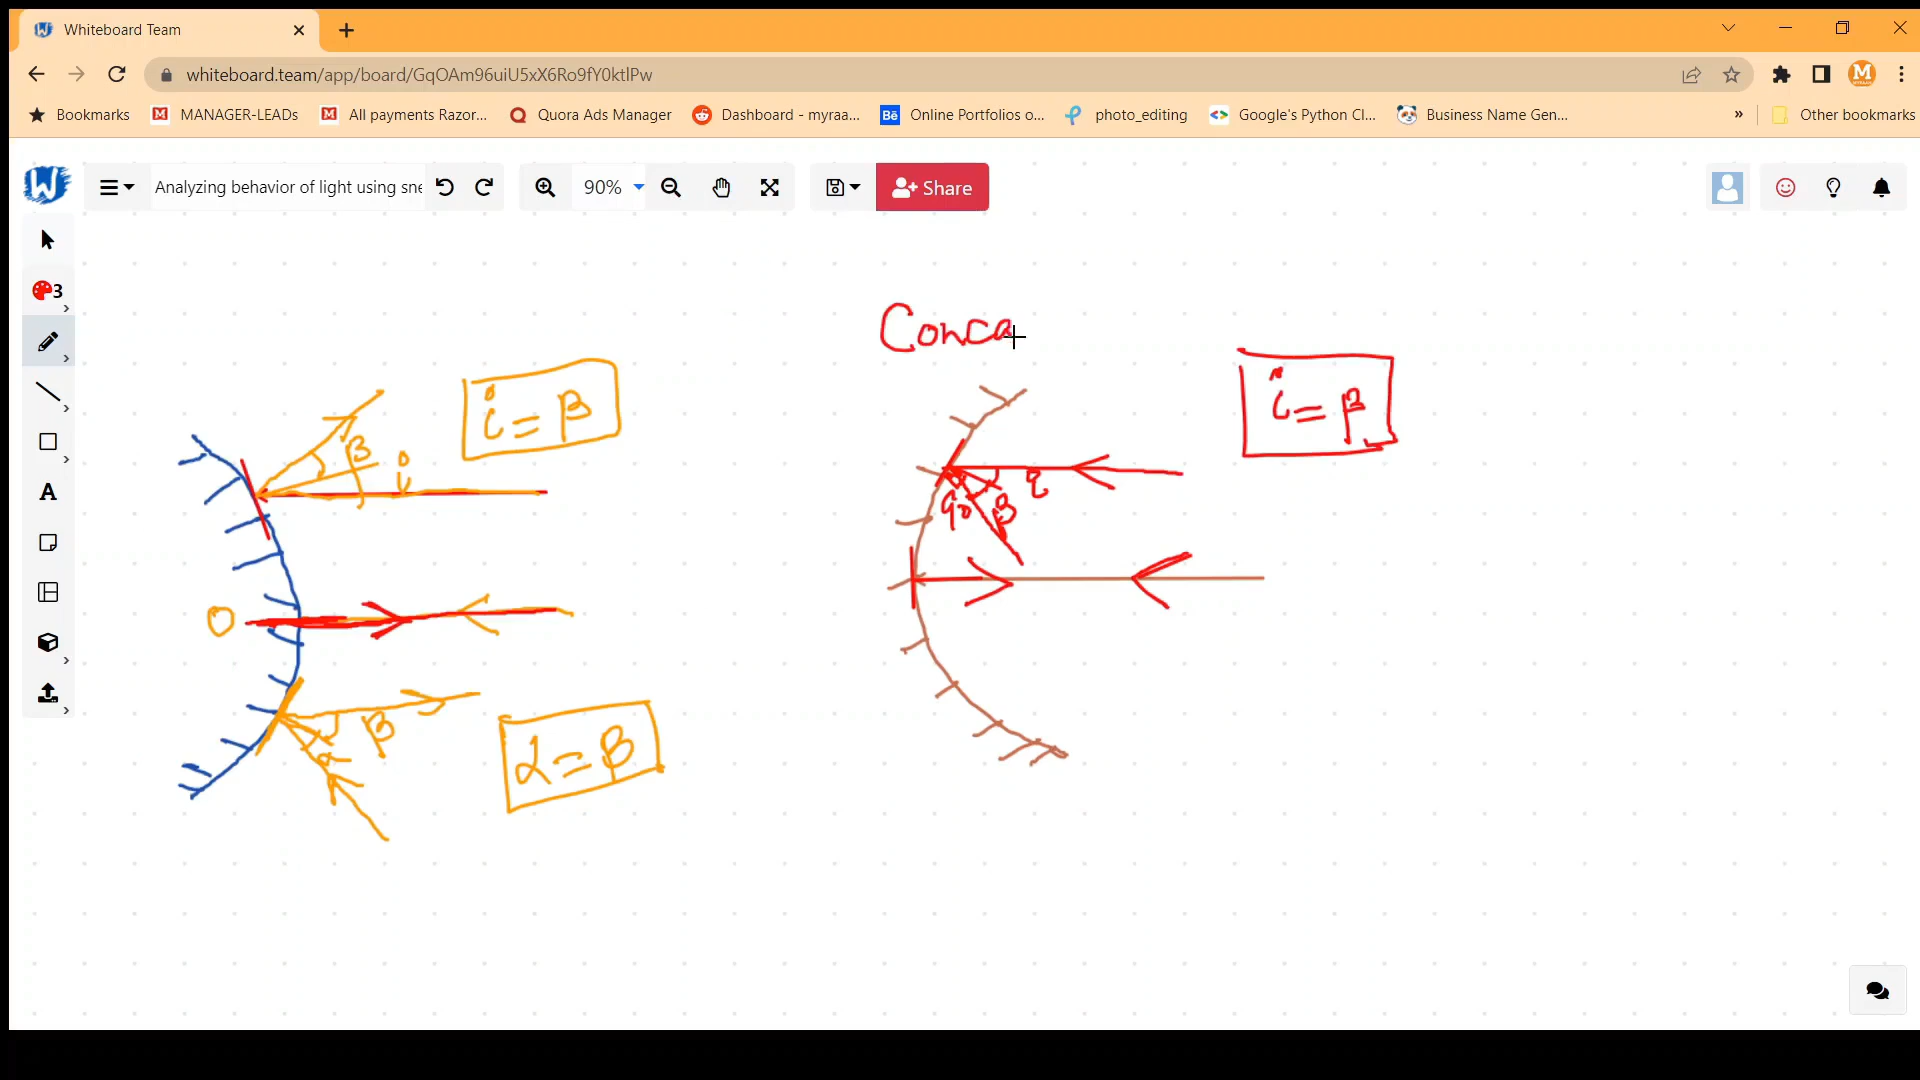 Whiteboard Team
whiteboard.team/app/board/GqOAm96uiU5xX6Ro9fY0ktlPw
Bookmarks MANAGER-LEADs All payments Razor... Quora Ads Manager Dashboard - myraa... Online Portfolios o... photo_editing Google's Python Cl... Business Name Gen... » Other bookmarks
Analyzing behavior of light using sne 90% Share
3
A
Conca
i = β
i = β
β
i
i
90 β
O
β
α
α = β